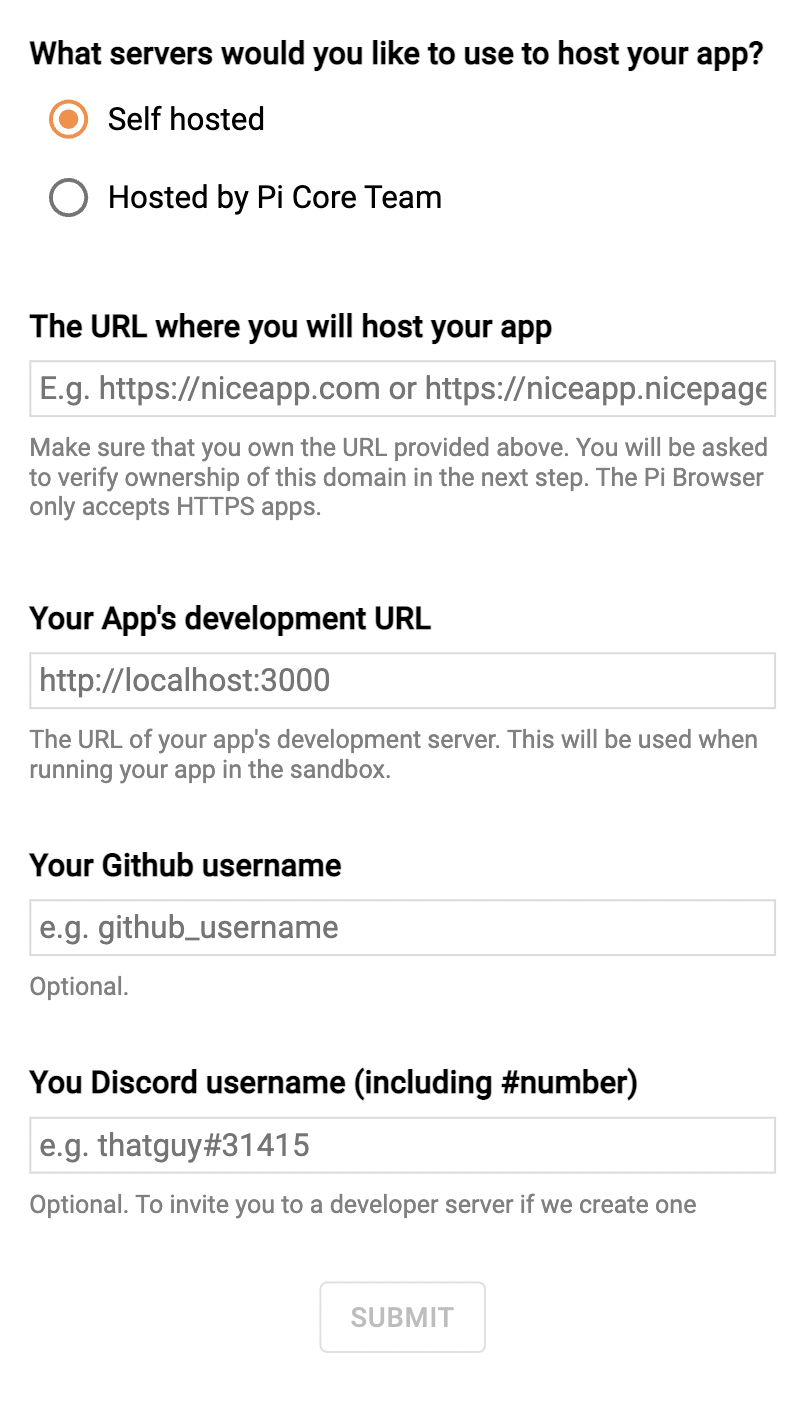 What servers would you like to use to host your app?
Self hosted
Hosted by Pi Core Team
The URL where you will host your app
E.g. https://niceapp.com or https://niceapp.nicepage
Make sure that you own the URL provided above. You will be asked
to verify ownership of this domain in the next step. The Pi Browser
only accepts HTTPS apps.
Your App's development URL
http://localhost:3000
The URL of your app's development server. This will be used when
running your app in the sandbox.
Your Github username
e.g. github_username
Optional.
You Discord username (including #number)
e.g. thatguy#31415
Optional. To invite you to a developer server if we create one
SUBMIT